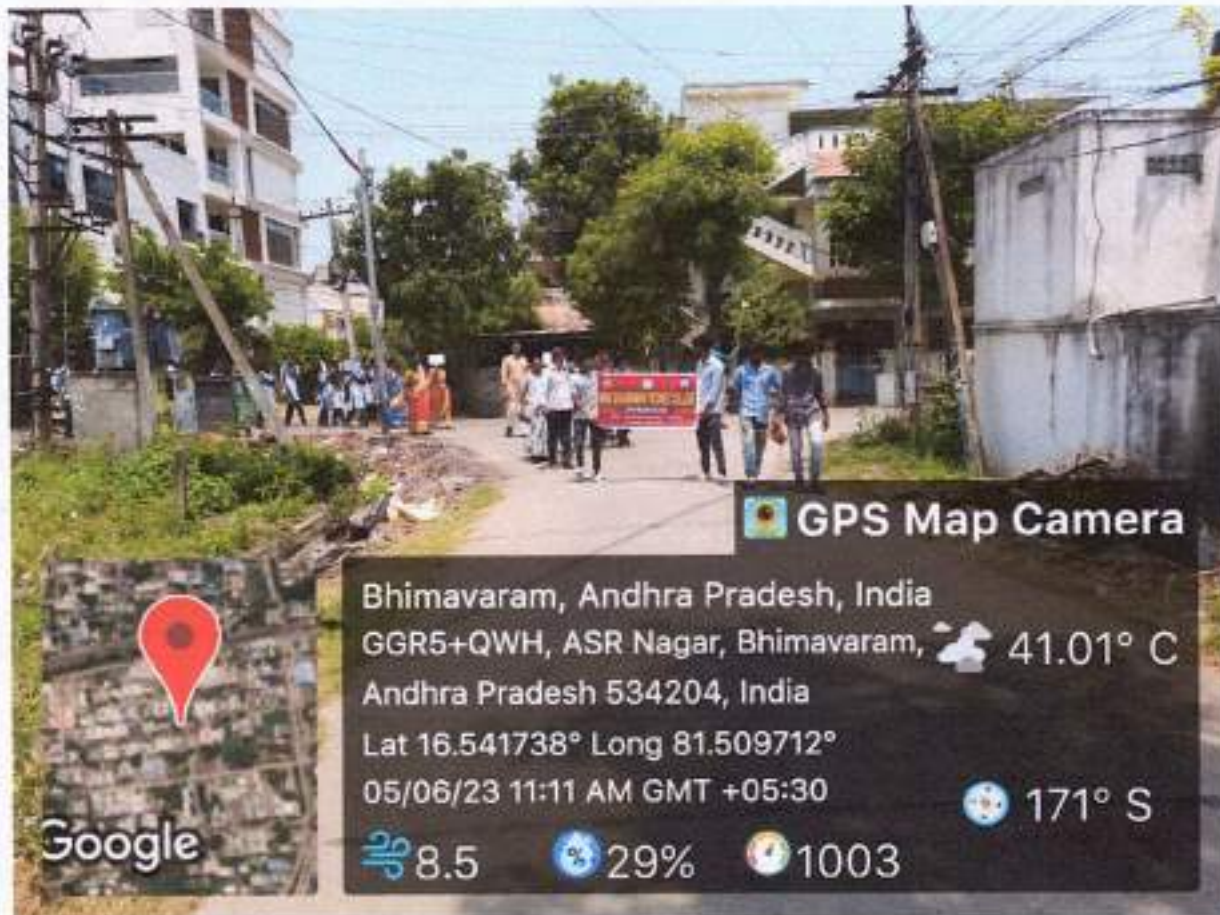 GPS Map Camera
Bhimavaram, Andhra Pradesh, India
GGR5+QWH, ASR Nagar, Bhimavaram,
Andhra Pradesh 534204, India
41.01° C
Lat 16.541738° Long 81.509712°
05/06/23 11:11 AM GMT +05:30
171° S
8.5
29%
1003
Google